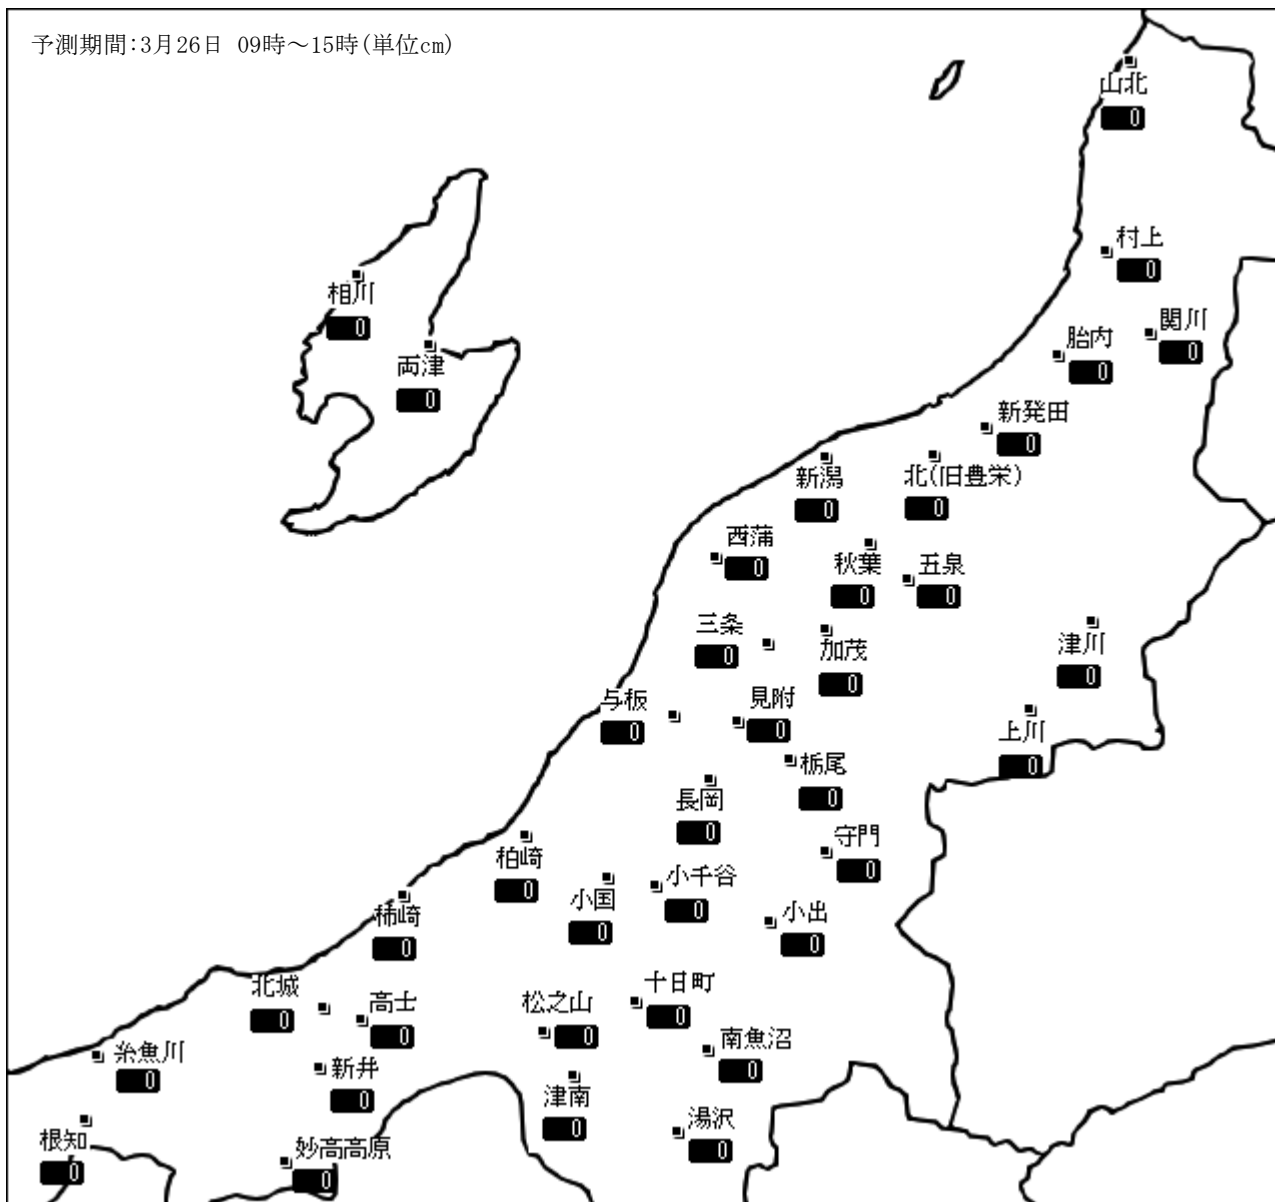 予測期間:3月26日 09時～15時(単位cm)
山北
0
村上
0
相川
0
関川
0
胎内
0
両津
0
新発田
0
新潟
0
北(旧豊栄)
0
西蒲
0
秋葉
0
五泉
0
三条
0
加茂
0
津川
0
与板
0
見附
0
上川
0
栃尾
0
長岡
0
守門
0
柏崎
0
小千谷
0
小国
0
柿崎
0
小出
0
北城
0
高士
0
松之山
0
十日町
0
南魚沼
0
糸魚川
0
新井
0
津南
0
湯沢
0
根知
0
妙高高原
0